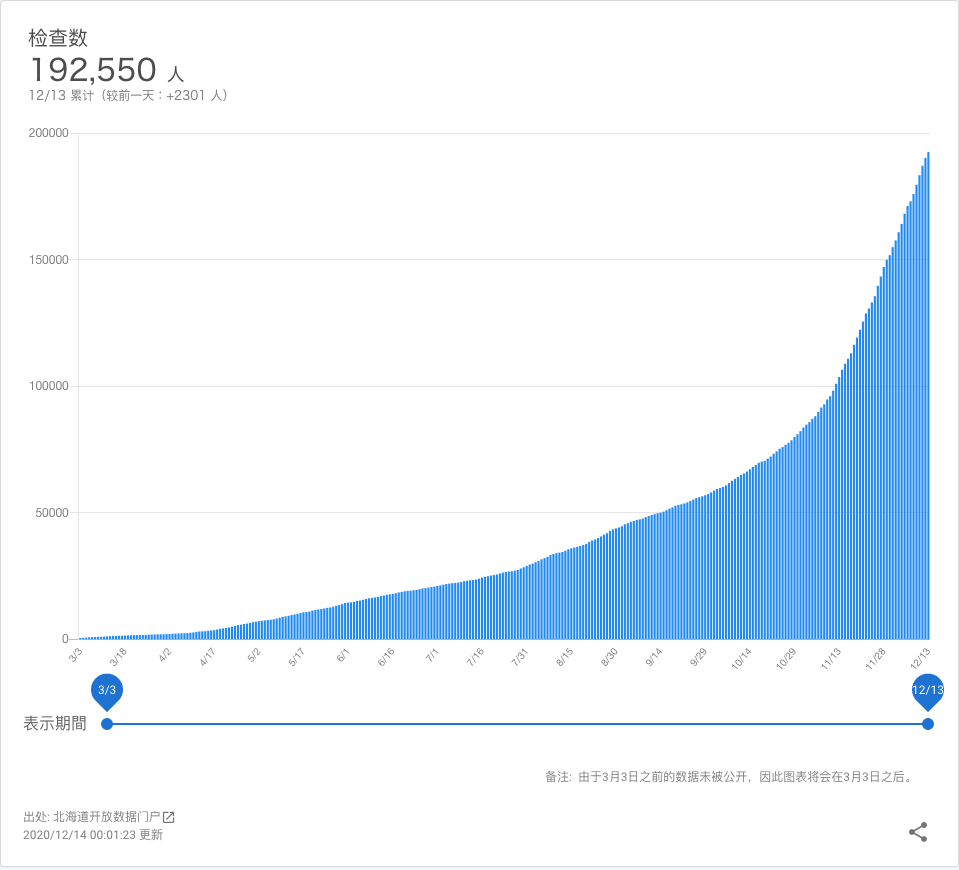 检查数
192,550 人
12/13 累计（较前一天：+2301 人）
200000
150000
100000
50000
0
3/3 3/18 4/2 4/17 5/2 5/17 6/1 6/16 7/1 7/16 7/31 8/15 8/30 9/14 9/29 10/14 10/29 11/13 11/28 12/13
3/3 12/13
表示期間
备注: 由于3月3日之前的数据未被公开，因此图表将会在3月3日之后。
出处: 北海道开放数据门户
2020/12/14 00:01:23 更新